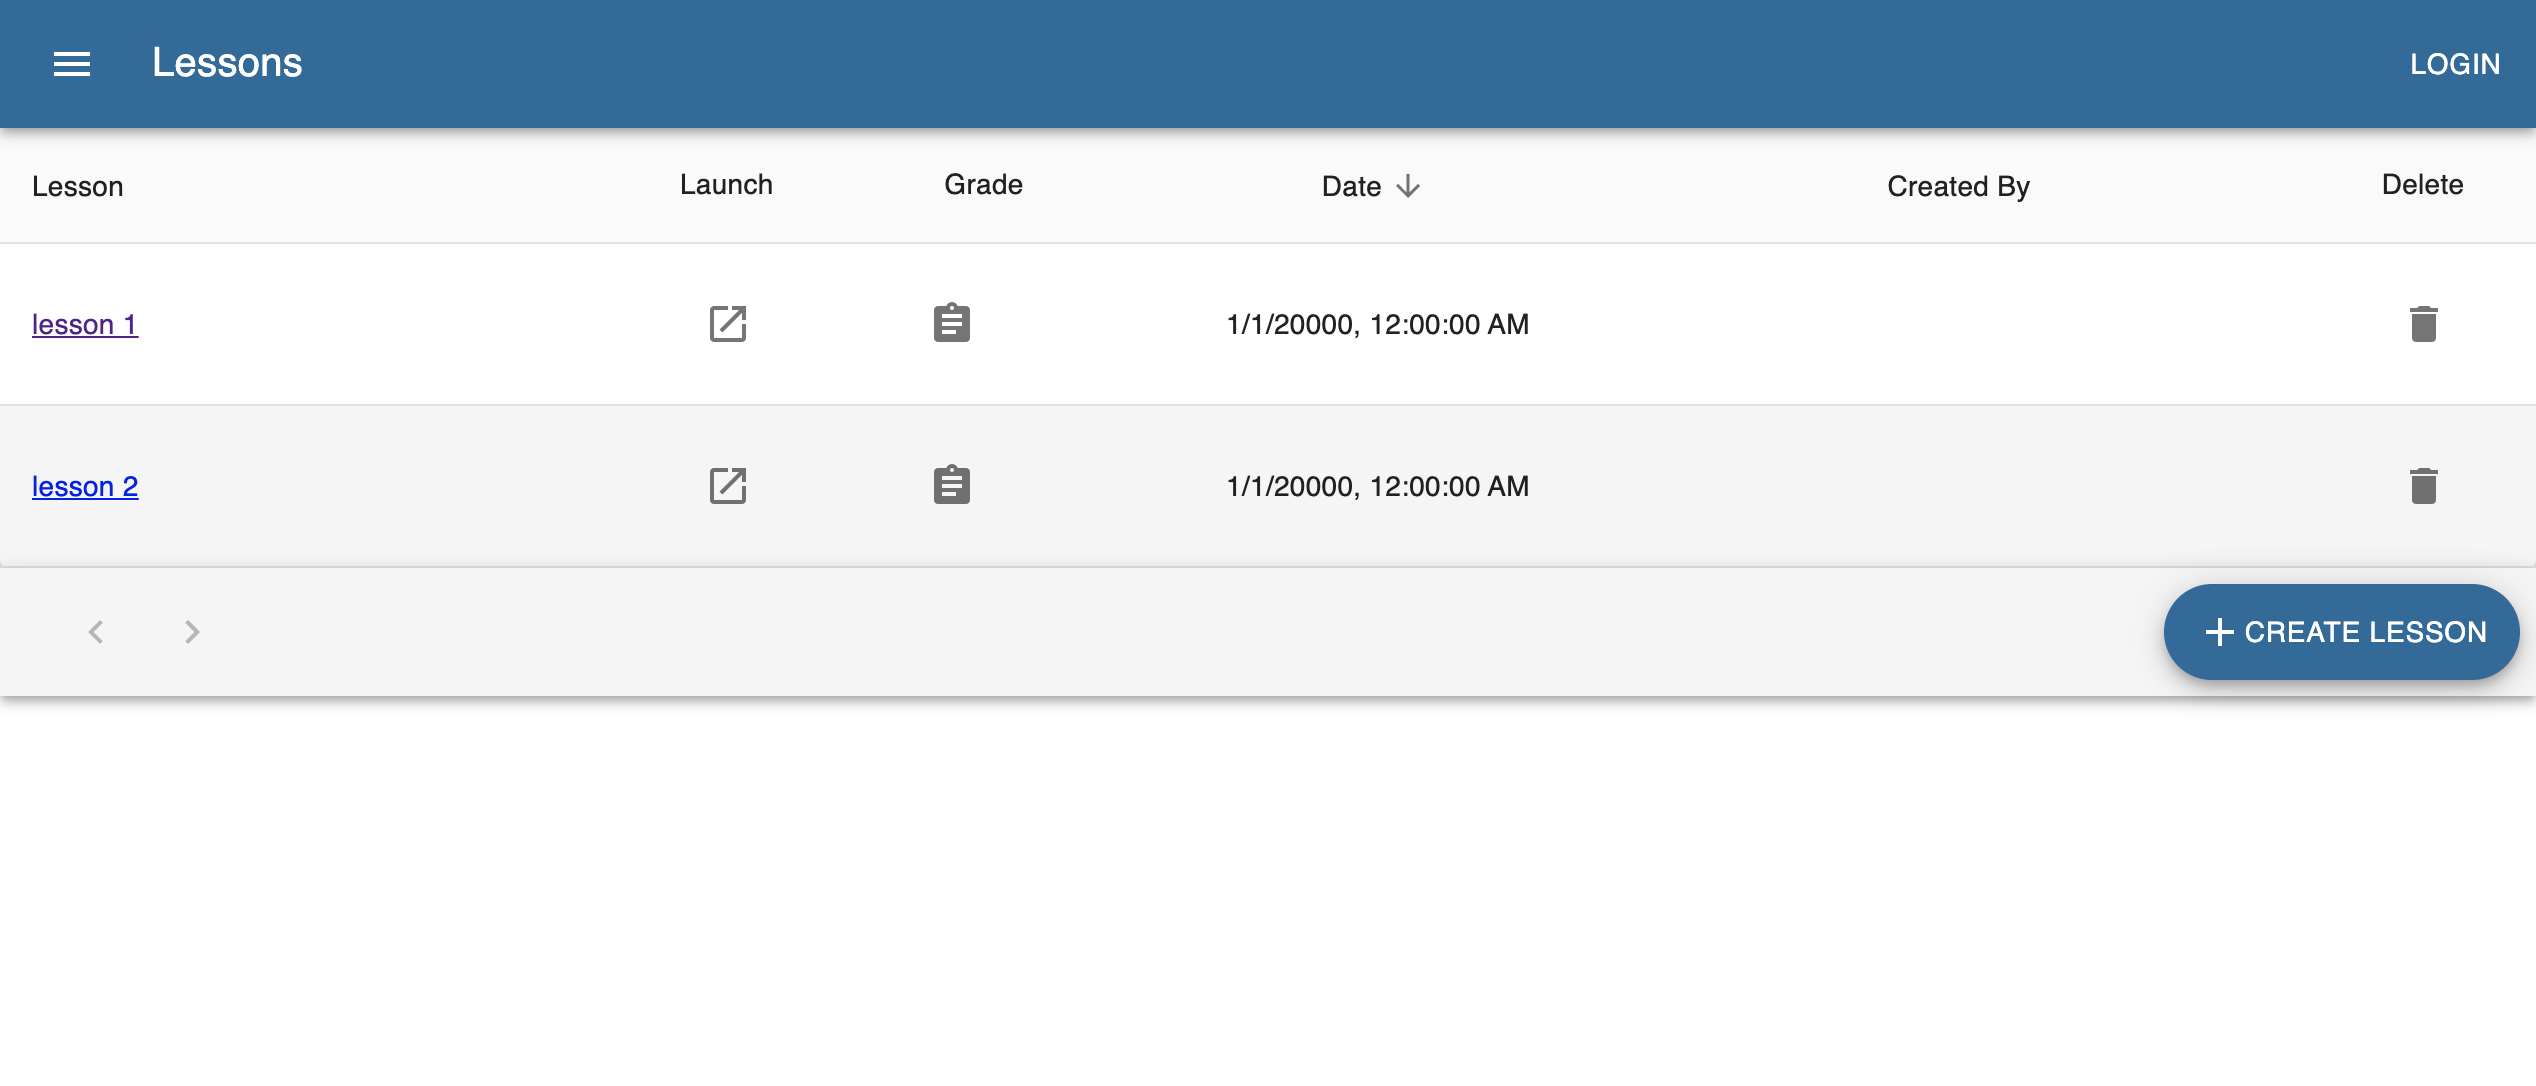 Lessons
LOGIN
Lesson Launch Grade Date Created By Delete
lesson 1 1/1/20000, 12:00:00 AM
lesson 2 1/1/20000, 12:00:00 AM
CREATE LESSON